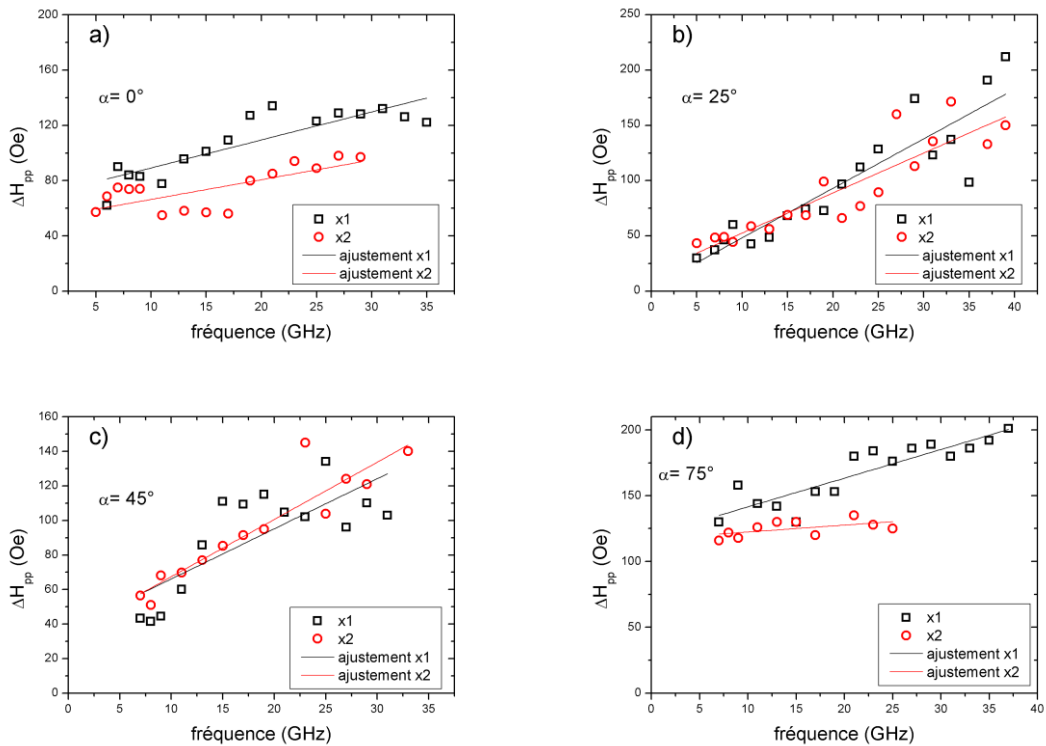 a)
α= 0°
ΔHpp (Oe)
200
160
120
80
40
0
5 10 15 20 25 30 35
fréquence (GHz)
x1
x2
ajustement x1
ajustement x2
b)
α= 25°
ΔHpp (Oe)
250
200
150
100
50
0
0 5 10 15 20 25 30 35 40
fréquence (GHz)
x1
x2
ajustement x1
ajustement x2
c)
α= 45°
ΔHpp (Oe)
160
140
120
100
80
60
40
20
0
0 5 10 15 20 25 30 35
fréquence (GHz)
x1
x2
ajustement x1
ajustement x2
d)
α= 75°
ΔHpp (Oe)
200
150
100
50
0
0 5 10 15 20 25 30 35 40
fréquence (GHz)
x1
x2
ajustement x1
ajustement x2